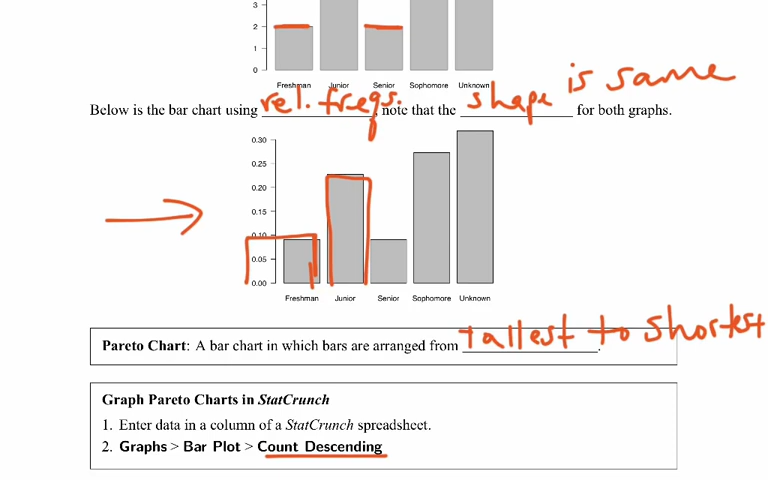 3
2
1
0
Freshman Junior Senior Sophomore Unknown
Below is the bar chart using rel. freqs., note that the shape is same for both graphs.
0.30
0.25
0.20
0.15
0.10
0.05
0.00
Freshman Junior Senior Sophomore Unknown
Pareto Chart: A bar chart in which bars are arranged from tallest to shortest.
Graph Pareto Charts in StatCrunch
1. Enter data in a column of a StatCrunch spreadsheet.
2. Graphs > Bar Plot > Count Descending